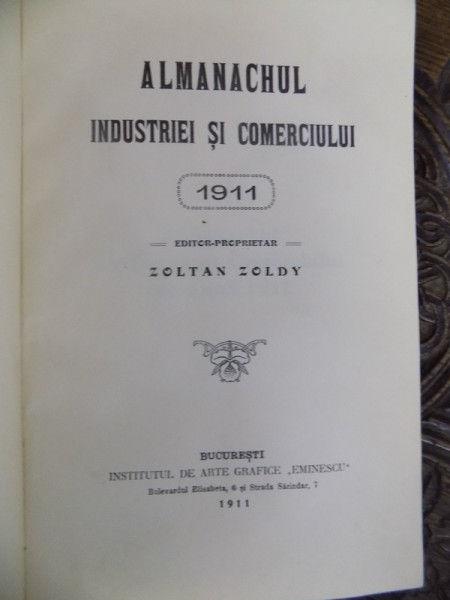 ALMANACHUL
INDUSTRIEI ȘI COMERCIULUI
1911
EDITOR-PROPRIETAR
ZOLTAN ZOLDY
BUCUREȘTI
INSTITUTUL DE ARTE GRAFICE „EMINESCU"
Bulevardul Elisabeta, 6 și Strada Sărindar, 7
1911